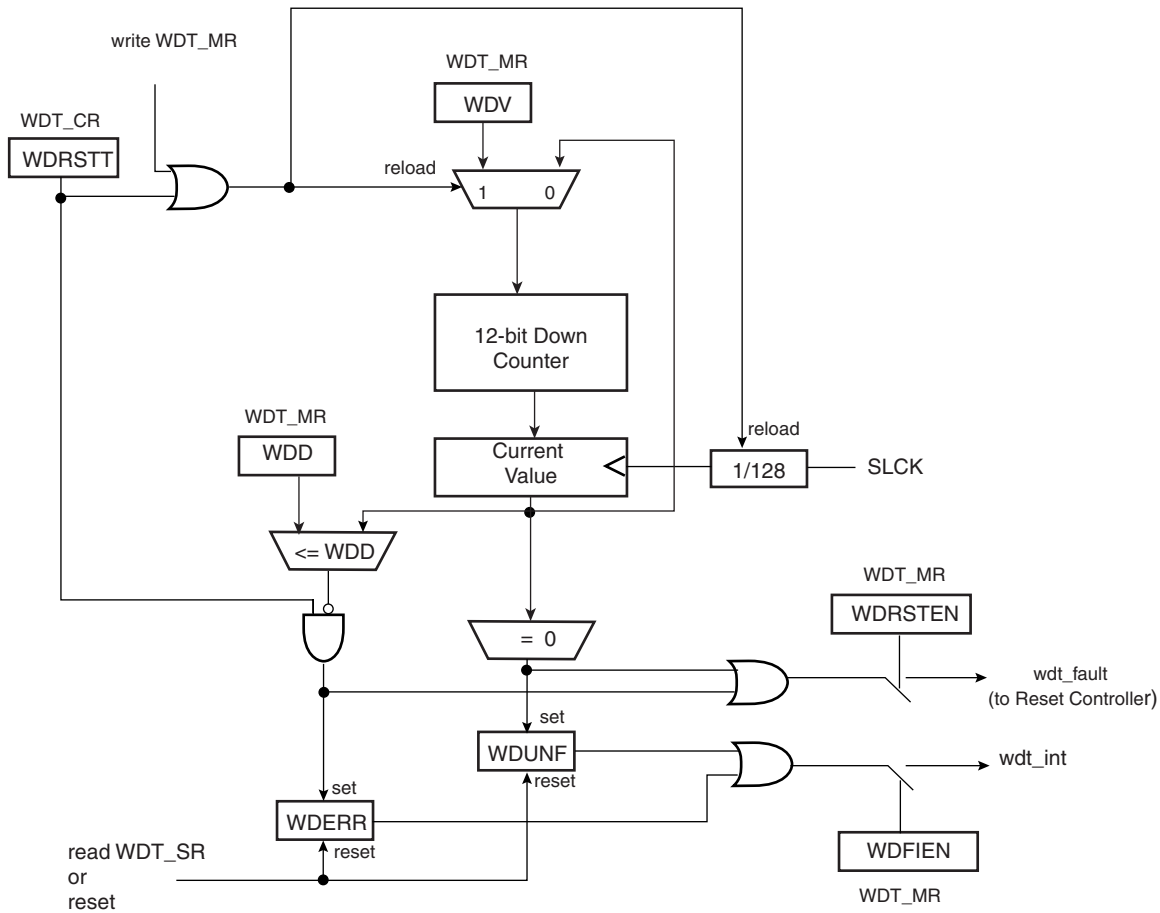 write WDT_MR
WDT_MR
WDV
WDT_CR
WDRSTT
reload
1 0
12-bit Down
Counter
WDT_MR
WDD
Current
Value
reload
1/128
SLCK
<= WDD
WDT_MR
WDRSTEN
= 0
wdt_fault
(to Reset Controller)
set
WDUNF
reset
wdt_int
set
WDERR
reset
read WDT_SR
or
reset
WDFIEN
WDT_MR